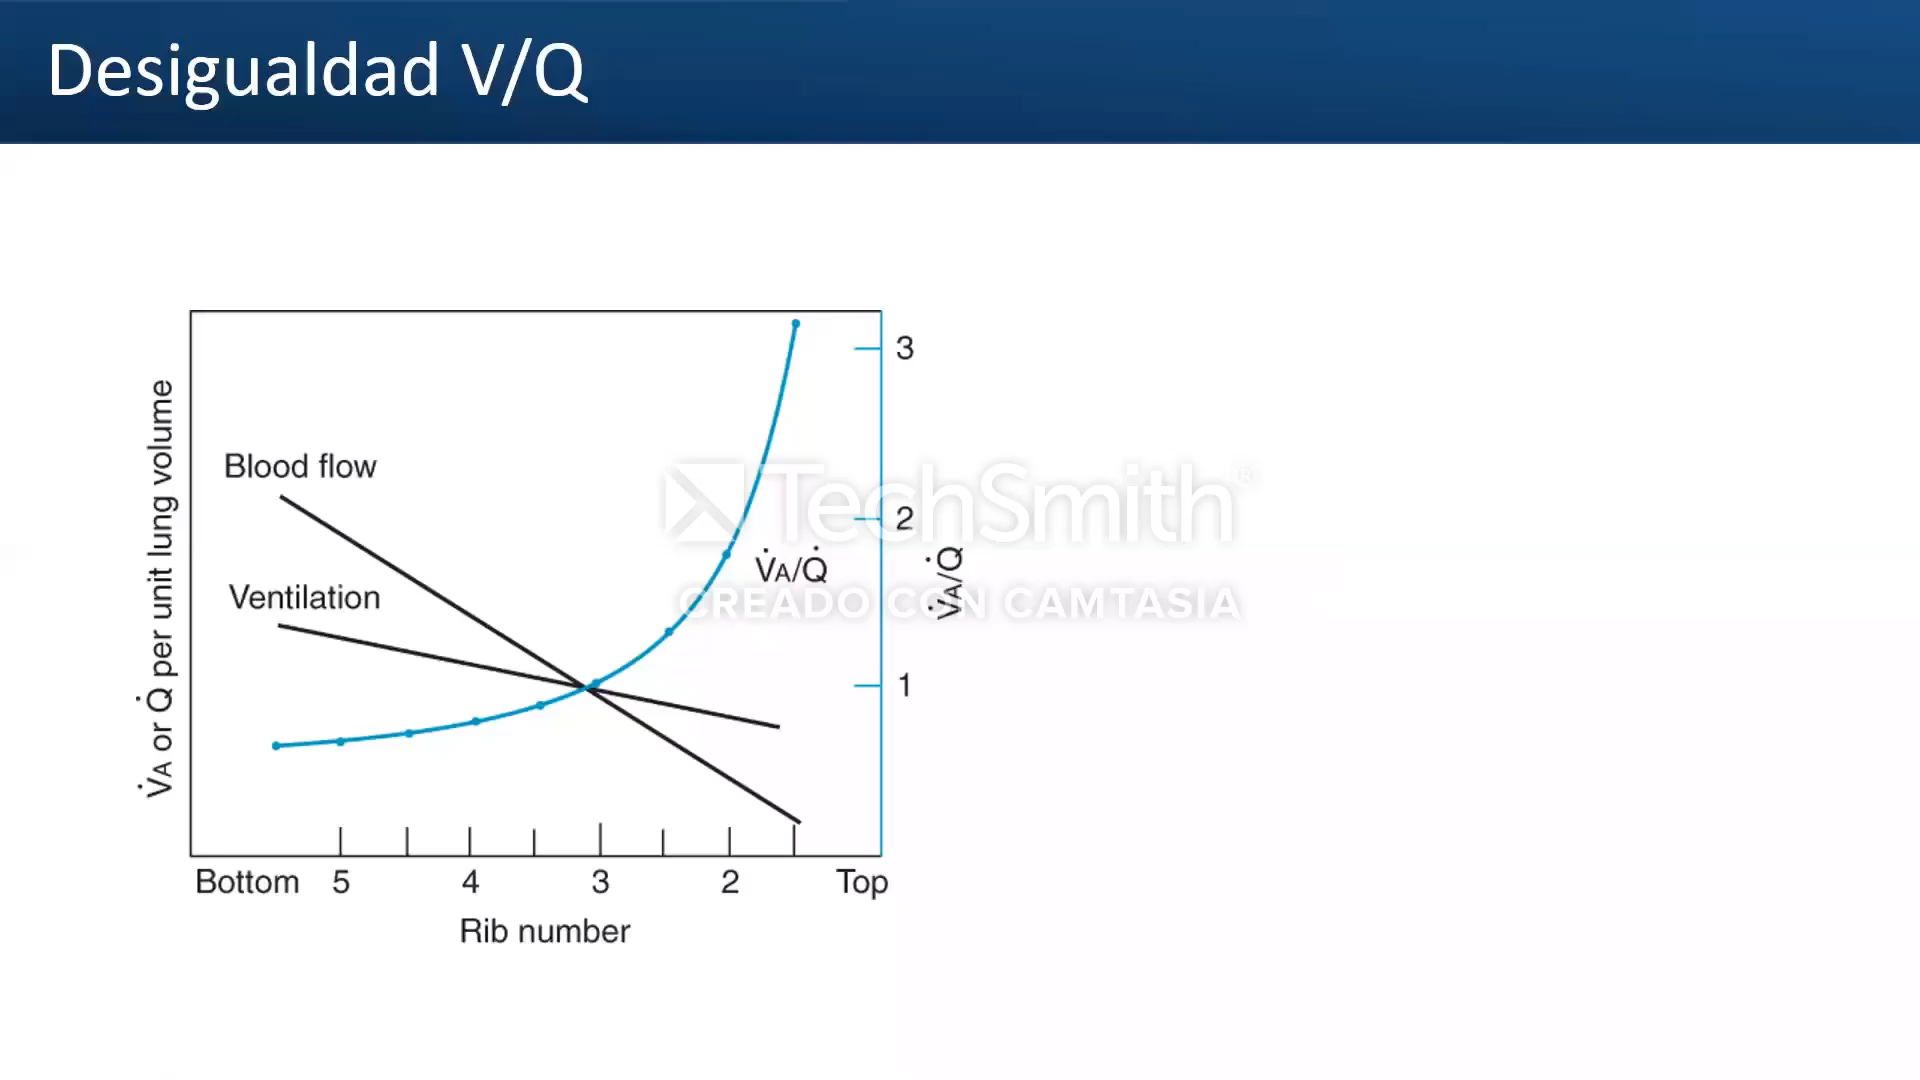 Desigualdad V/Q
V̇A or Q̇ per unit lung volume
Blood flow
Ventilation
V̇A/Q̇
3
2
1
V̇A/Q̇
Bottom 5 4 3 2 Top
Rib number
TechSmith®
CREADO CON CAMTASIA